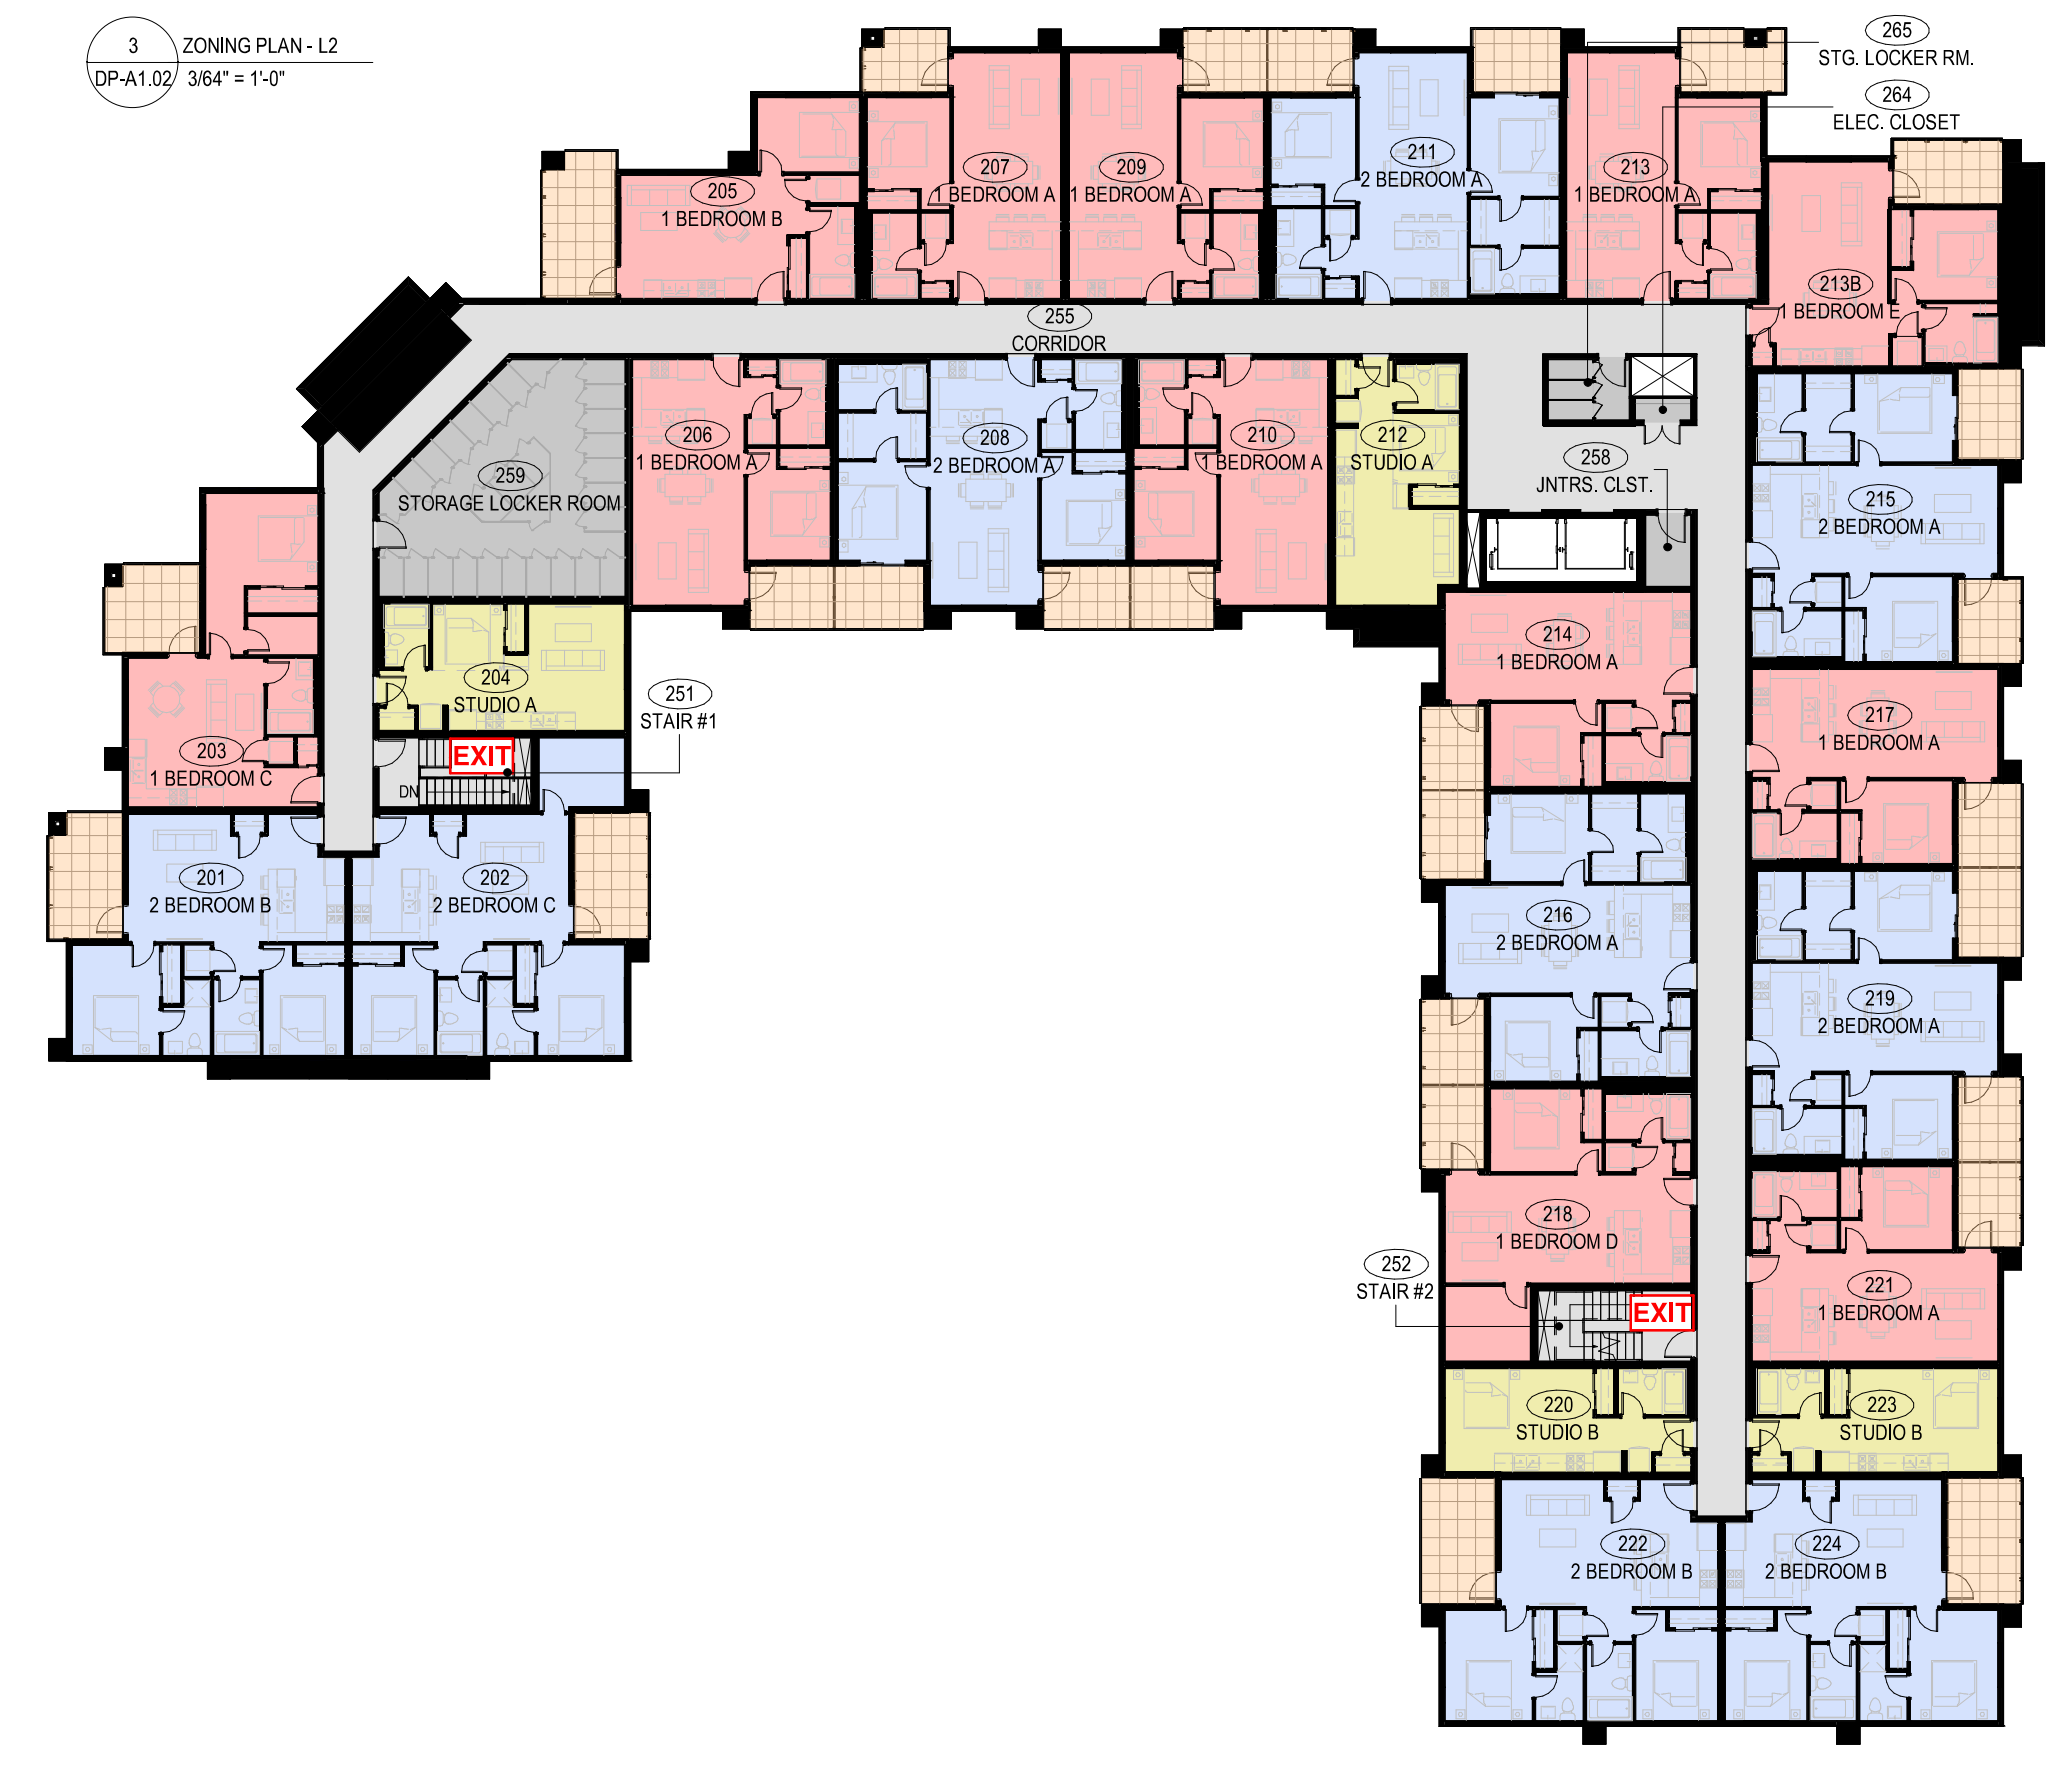 3
ZONING PLAN - L2
DP-A1.02
3/64" = 1'-0"
265
STG. LOCKER RM.
264
ELEC. CLOSET
205
1 BEDROOM B
207
1 BEDROOM A
209
1 BEDROOM A
211
2 BEDROOM A
213
1 BEDROOM A
213B
1 BEDROOM E
255
CORRIDOR
259
STORAGE LOCKER ROOM
206
1 BEDROOM A
208
2 BEDROOM A
210
1 BEDROOM A
212
STUDIO A
258
JNTRS. CLST.
215
2 BEDROOM A
214
1 BEDROOM A
204
STUDIO A
251
STAIR #1
217
1 BEDROOM A
203
1 BEDROOM C
EXIT
DN
201
2 BEDROOM B
202
2 BEDROOM C
216
2 BEDROOM A
219
2 BEDROOM A
218
1 BEDROOM D
252
STAIR #2
EXIT
221
1 BEDROOM A
220
STUDIO B
223
STUDIO B
222
2 BEDROOM B
224
2 BEDROOM B